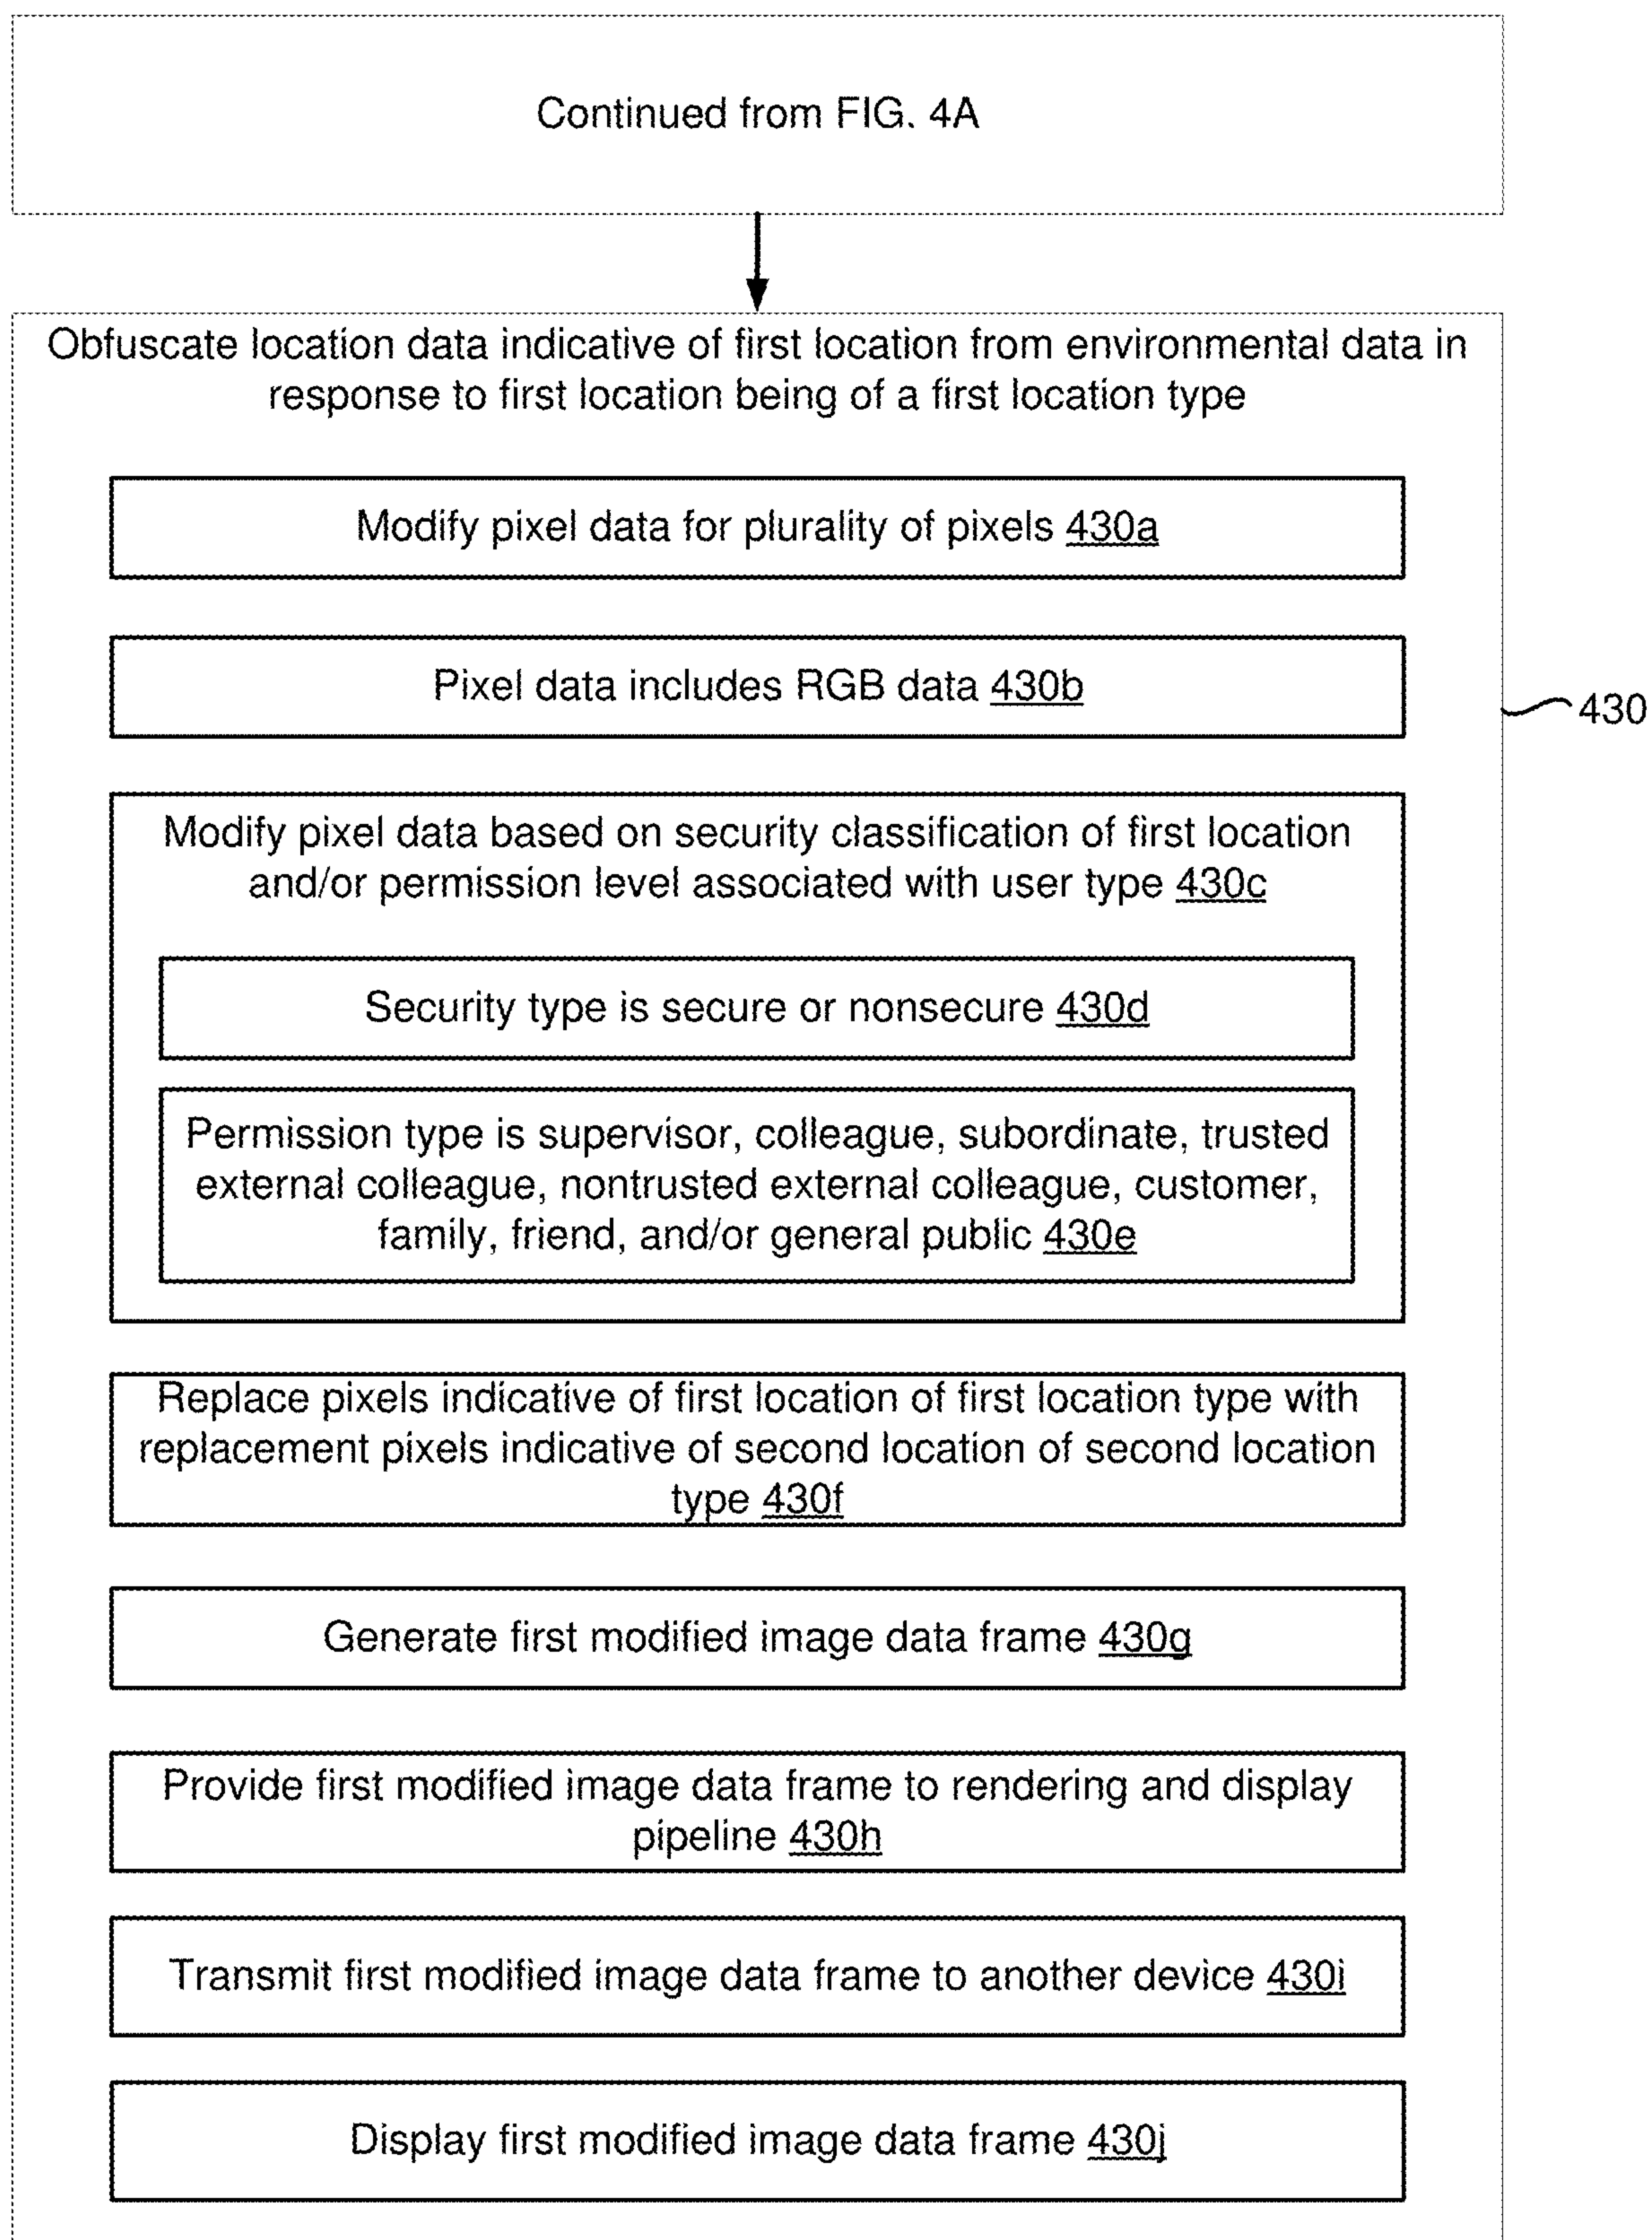 Continued from FIG. 4A
Obfuscate location data indicative of first location from environmental data in
response to first location being of a first location type
Modify pixel data for plurality of pixels 430a
Pixel data includes RGB data 430b
430
Modify pixel data based on security classification of first location
and/or permission level associated with user type 430c
Security type is secure or nonsecure 430d
Permission type is supervisor, colleague, subordinate, trusted
external colleague, nontrusted external colleague, customer,
family, friend, and/or general public 430e
Replace pixels indicative of first location of first location type with
replacement pixels indicative of second location of second location
type 430f
Generate first modified image data frame 430g
Provide first modified image data frame to rendering and display
pipeline 430h
Transmit first modified image data frame to another device 430i
Display first modified image data frame 430j